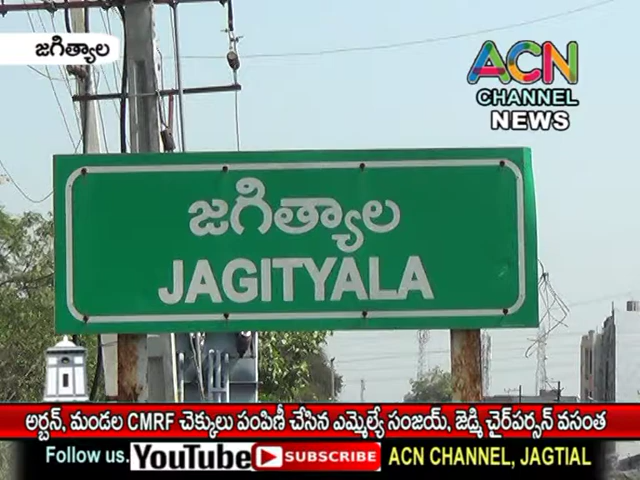 జగిత్యాల
ACN
CHANNEL
NEWS
జగిత్యాల
JAGITYALA
అర్బన్, మండల CMRF చెక్కులు పంపిణీ చేసిన ఎమ్మెల్యే సంజయ్, జెడ్పి చైర్‌పర్సన్ వసంత
Follow us. YouTube SUBSCRIBE ACN CHANNEL, JAGTIAL